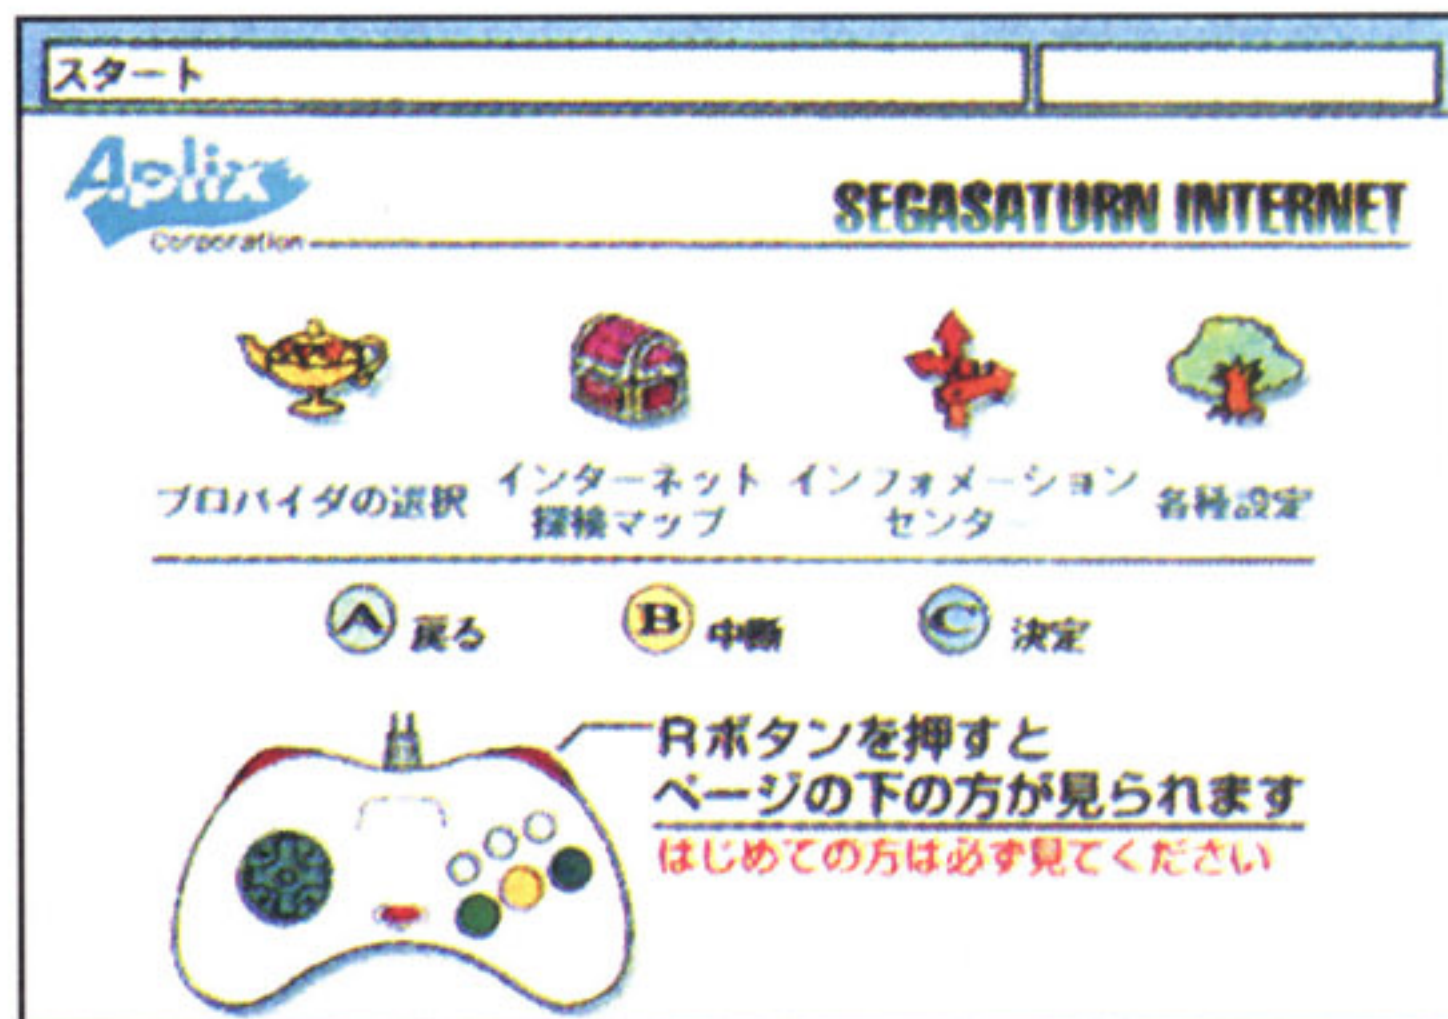 スタート
Aplix
Corporation
SEGASATURN INTERNET
プロバイダの選択
インターネット
探検マップ
インフォメーション
センター
各種設定
A 戻る
B 中断
C 決定
Rボタンを押すと
ページの下の方が見られます
はじめての方は必ず見てください